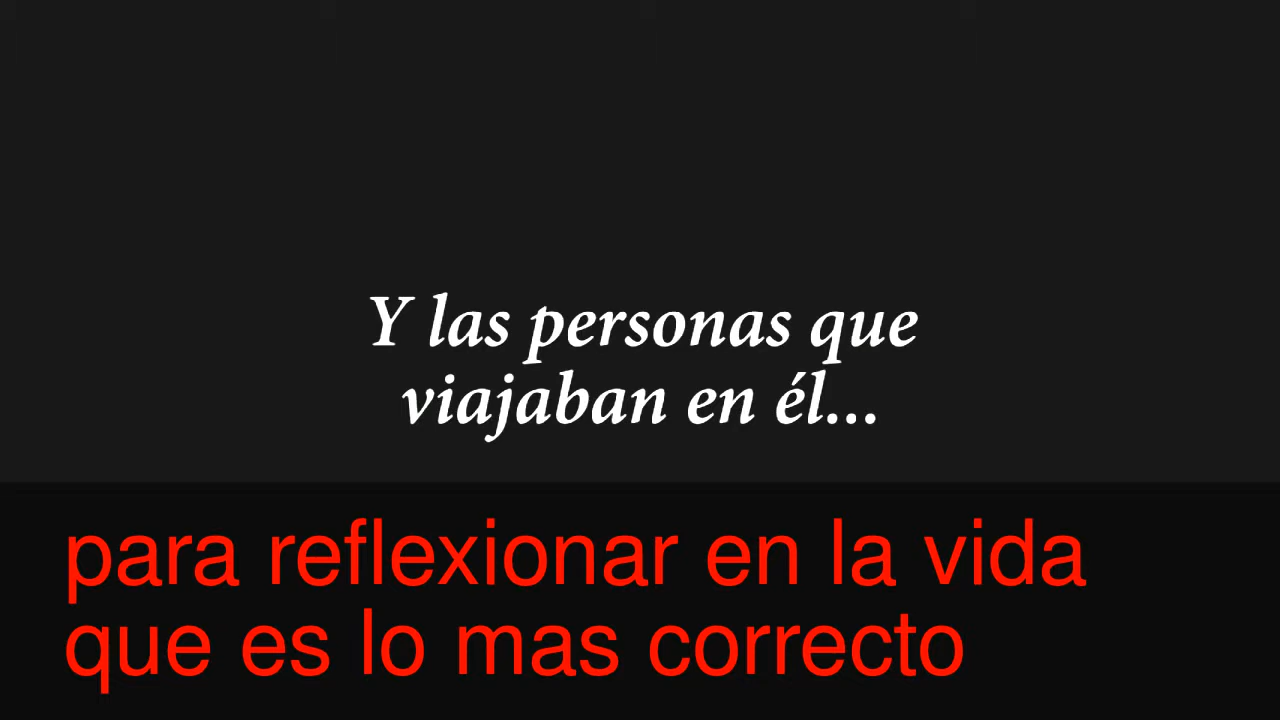 Y las personas que
viajaban en él...
para reflexionar en la vida
que es lo mas correcto